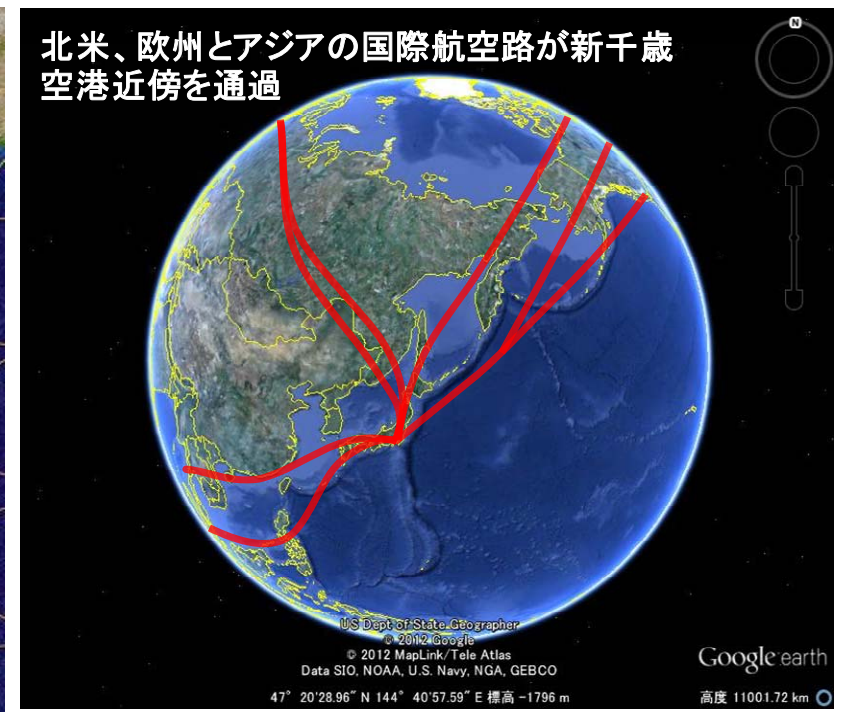 北米、欧州とアジアの国際航空路が新千歳
空港近傍を通過
N
US Dept of State Geographer
© 2012 Google
© 2012 MapLink/Tele Atlas
Data SIO, NOAA, U.S. Navy, NGA, GEBCO
Google earth
47° 20'28.96" N 144° 40'57.59" E 標高 -1796 m
高度 11001.72 km